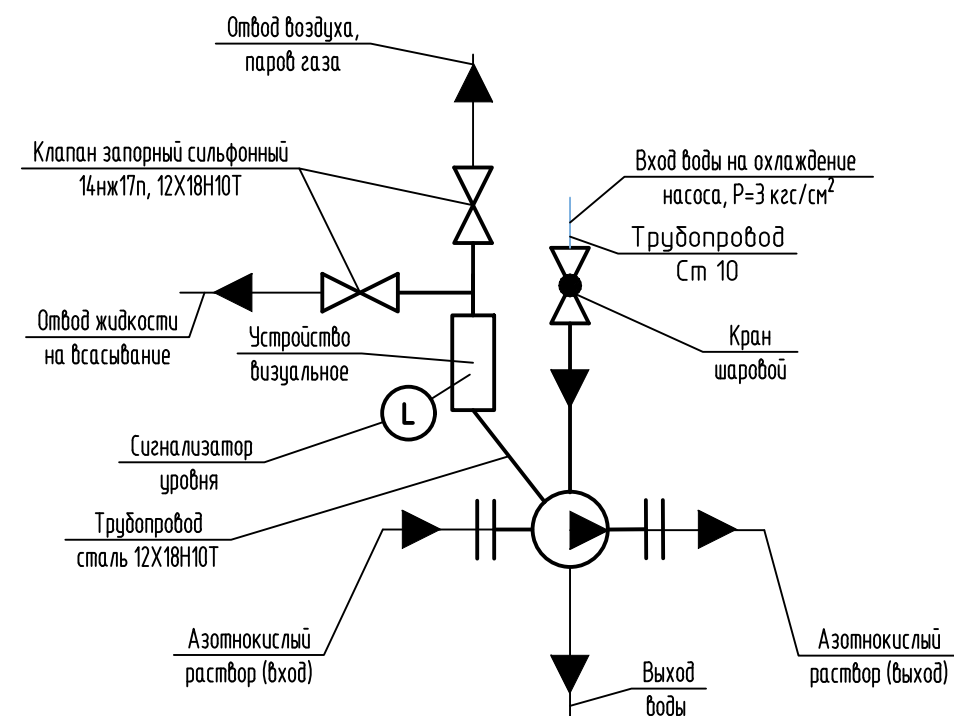 Отвод воздуха,
паров газа
Клапан запорный сильфонный
14нж17п, 12Х18Н10Т
Вход воды на охлаждение
насоса, Р=3 кгс/см²
Трубопровод
Ст 10
Отвод жидкости
на всасывание
Устройство
визуальное
Кран
шаровой
L
Сигнализатор
уровня
Трубопровод
сталь 12Х18Н10Т
Азотнокислый
раствор (вход)
Азотнокислый
раствор (выход)
Выход
воды